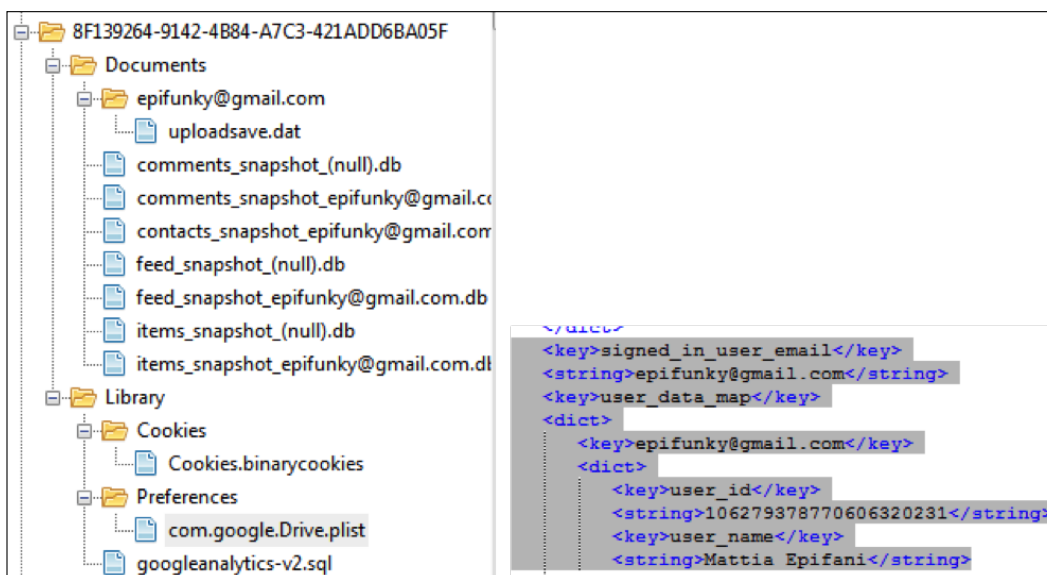 8F139264-9142-4B84-A7C3-421ADD6BA05F
Documents
epifunky@gmail.com
uploadsave.dat
comments_snapshot_(null).db
comments_snapshot_epifunky@gmail.co
contacts_snapshot_epifunky@gmail.com
feed_snapshot_(null).db
feed_snapshot_epifunky@gmail.com.db
items_snapshot_(null).db
items_snapshot_epifunky@gmail.com.db
Library
Cookies
Cookies.binarycookies
Preferences
com.google.Drive.plist
googleanalytics-v2.sql
</dict>
<key>signed_in_user_email</key>
<string>epifunky@gmail.com</string>
<key>user_data_map</key>
<dict>
<key>epifunky@gmail.com</key>
<dict>
<key>user_id</key>
<string>106279378770606320231</string>
<key>user_name</key>
<string>Mattia Epifani</string>